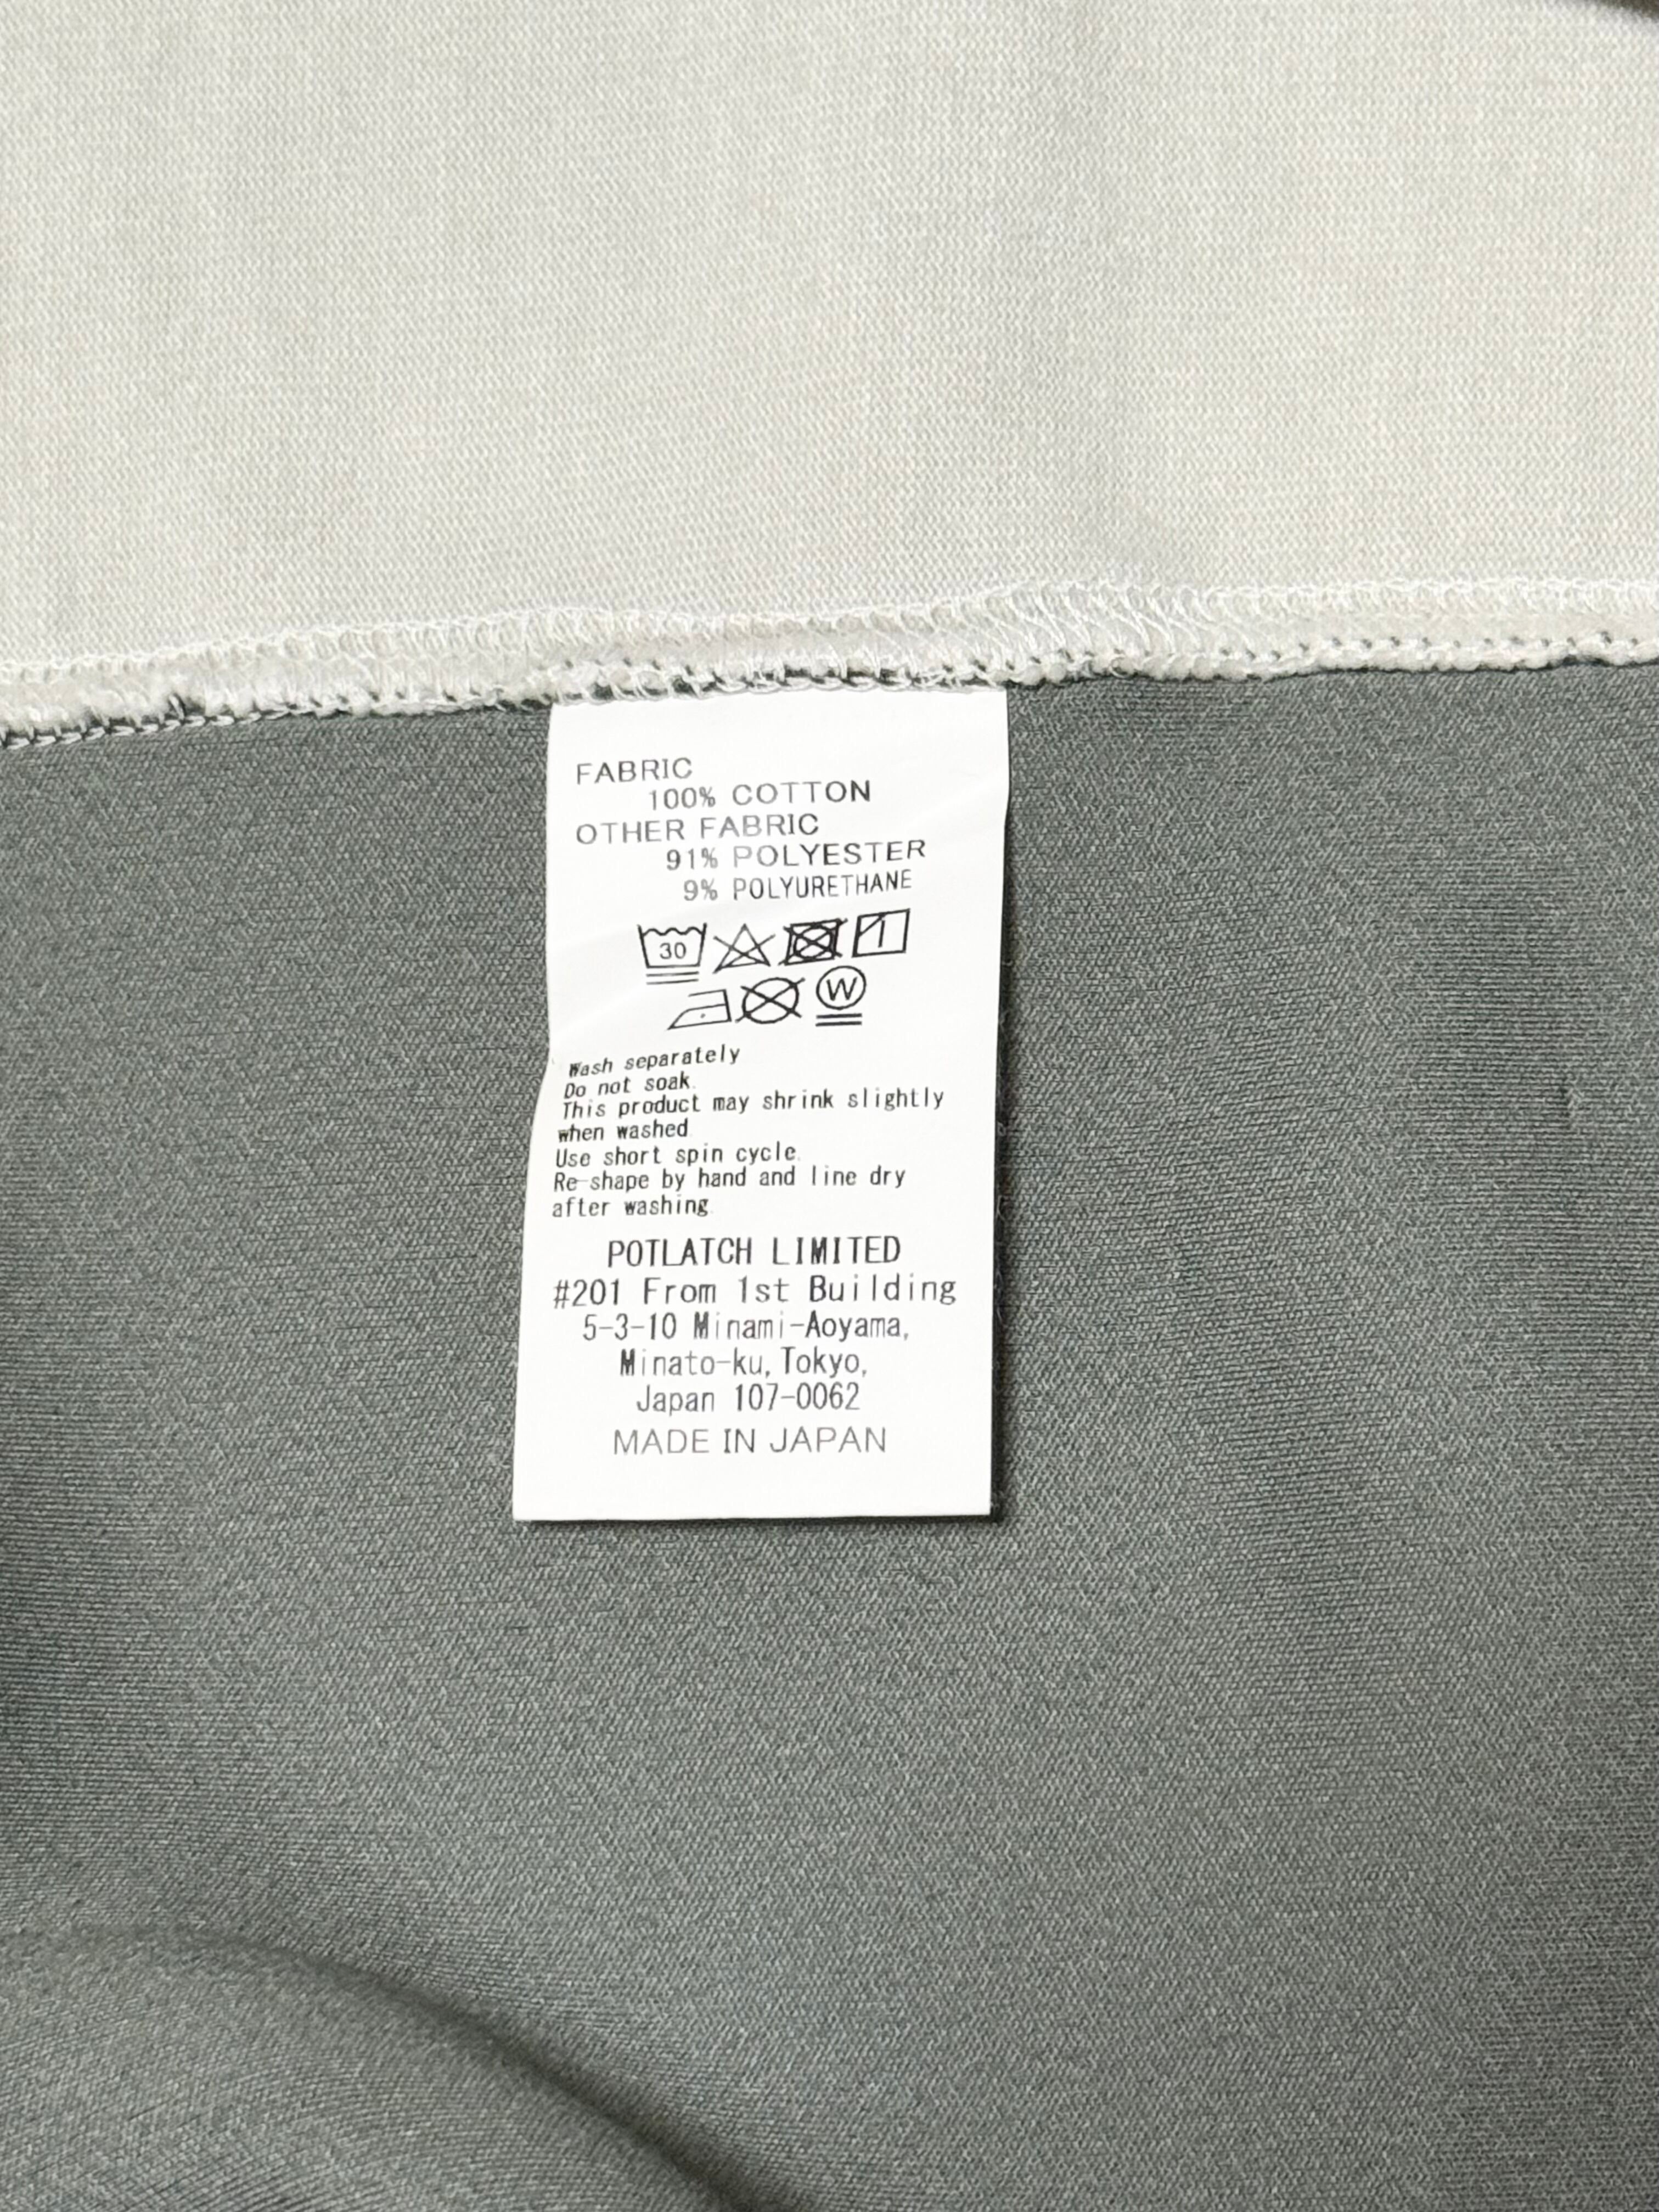 FABRIC
100% COTTON
OTHER FABRIC
91% POLYESTER
9% POLYURETHANE
30
W
Wash separately
Do not soak.
This product may shrink slightly
when washed.
Use short spin cycle.
Re-shape by hand and line dry
after washing.
POTLATCH LIMITED
#201 From 1st Building
5-3-10 Minami-Aoyama,
Minato-ku, Tokyo,
Japan 107-0062
MADE IN JAPAN